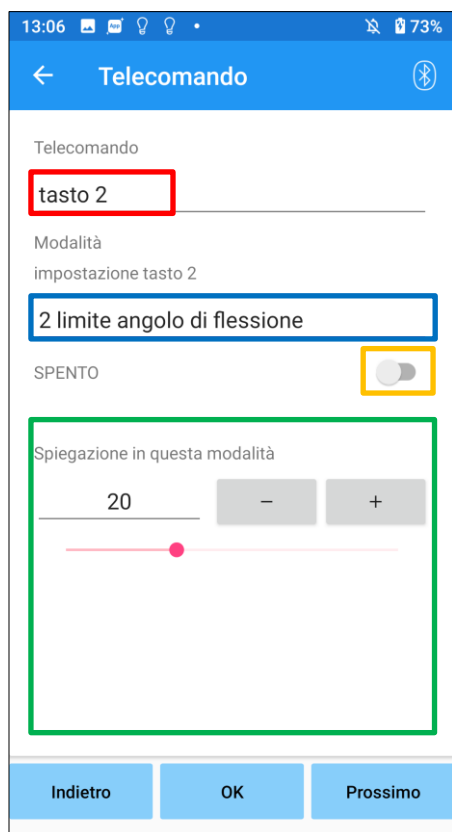 13:06 73%
Telecomando
Telecomando
tasto 2
Modalità
impostazione tasto 2
2 limite angolo di flessione
SPENTO
Spiegazione in questa modalità
20 − +
Indietro OK Prossimo